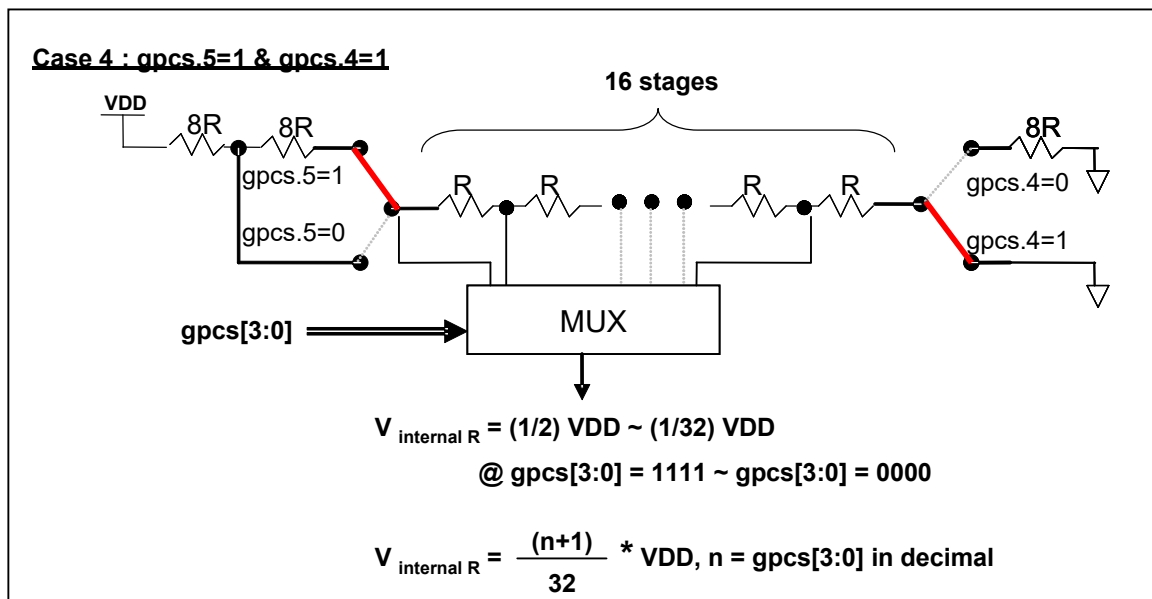 Case 4 : gpcs.5=1 & gpcs.4=1
16 stages
VDD
8R
8R
8R
gpcs.5=1
R
R
R
R
gpcs.4=0
gpcs.5=0
gpcs.4=1
MUX
gpcs[3:0]
V internal R = (1/2) VDD ~ (1/32) VDD
@ gpcs[3:0] = 1111 ~ gpcs[3:0] = 0000
V internal R = (n+1) / 32 * VDD, n = gpcs[3:0] in decimal